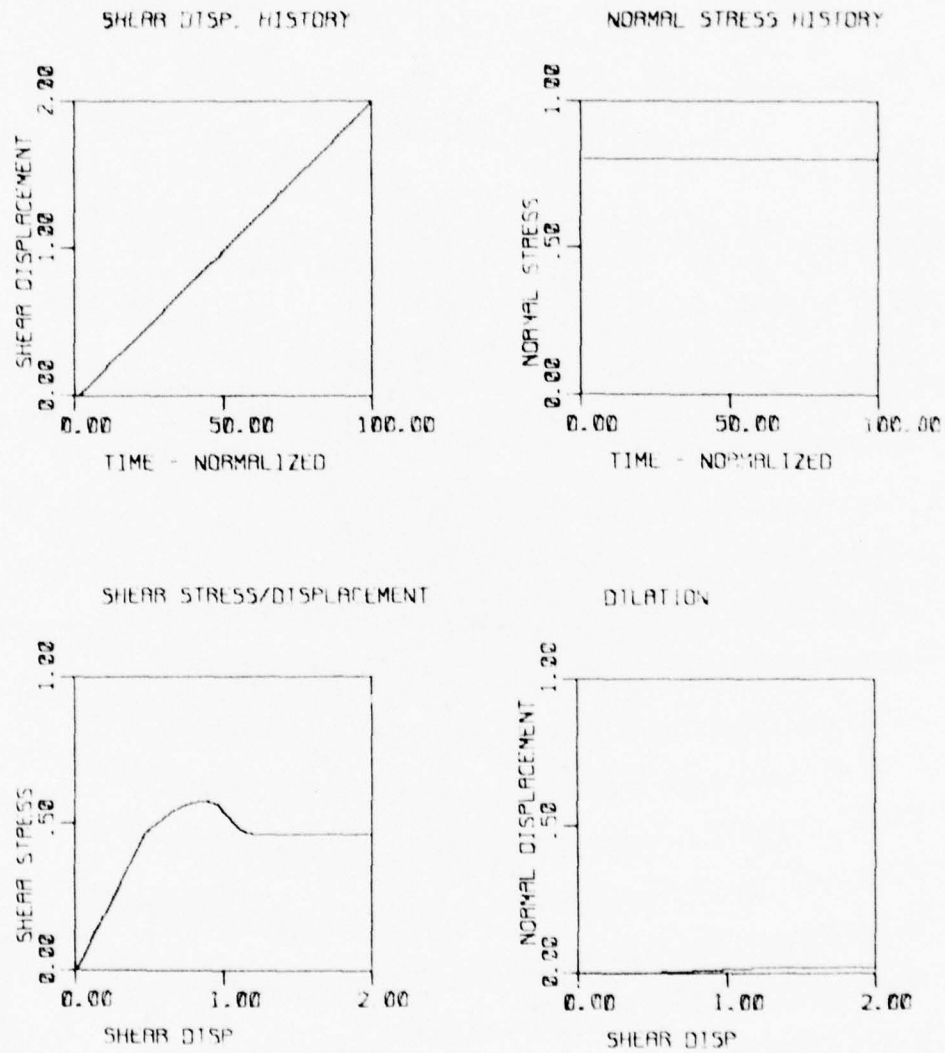 SHEAR DISP. HISTORY
2.00
1.00
0.00
SHEAR DISPLACEMENT
0.00 50.00 100.00
TIME - NORMALIZED
NORMAL STRESS HISTORY
1.00
.50
0.00
NORMAL STRESS
0.00 50.00 100.00
TIME - NORMALIZED
SHEAR STRESS/DISPLACEMENT
1.00
.50
0.00
SHEAR STRESS
0.00 1.00 2.00
SHEAR DISP
DILATION
1.00
.50
0.00
NORMAL DISPLACEMENT
0.00 1.00 2.00
SHEAR DISP